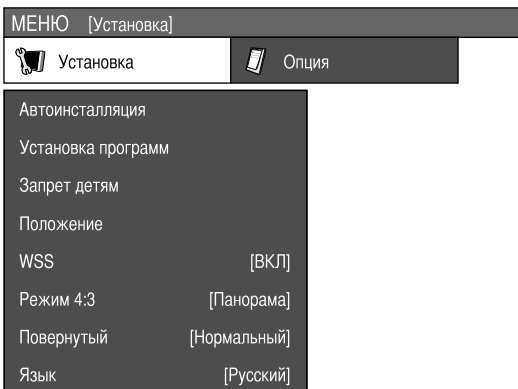 МЕНЮ [Установка]
Установка Опция
Автоинсталляция
Установка программ
Запрет детям
Положение
WSS [ВКЛ]
Режим 4:3 [Панорама]
Повернутый [Нормальный]
Язык [Русский]